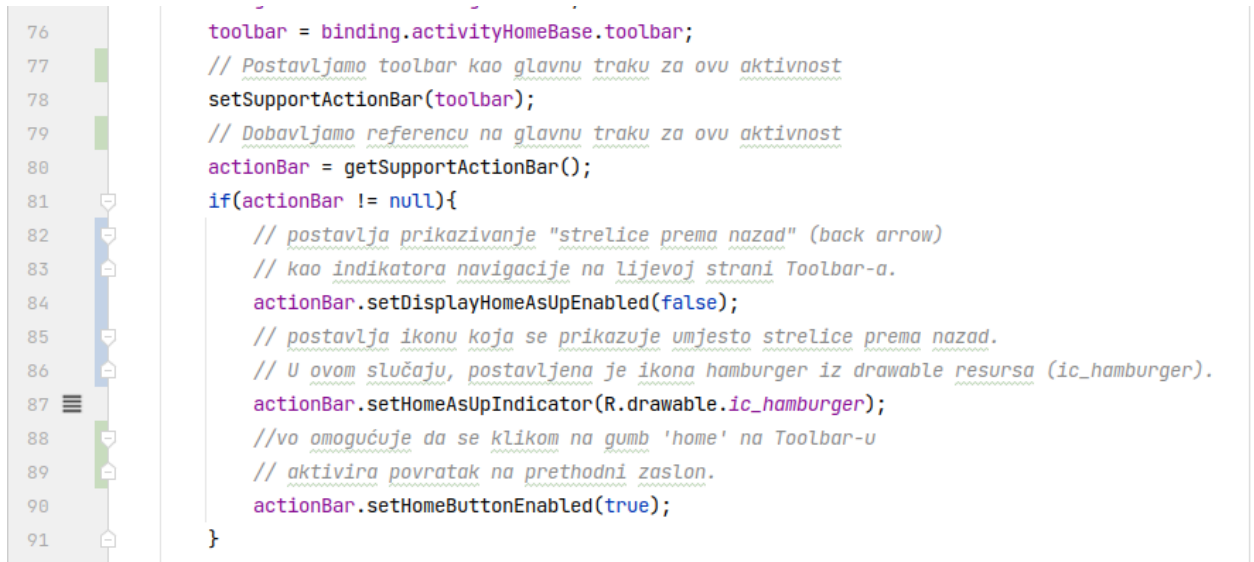 76 toolbar = binding.activityHomeBase.toolbar;
77 // Postavljamo toolbar kao glavnu traku za ovu aktivnost
78 setSupportActionBar(toolbar);
79 // Dobavljamo referencu na glavnu traku za ovu aktivnost
80 actionBar = getSupportActionBar();
81 if(actionBar != null){
82 // postavlja prikazivanje "strelice prema nazad" (back arrow)
83 // kao indikatora navigacije na lijevoj strani Toolbar-a.
84 actionBar.setDisplayHomeAsUpEnabled(false);
85 // postavlja ikonu koja se prikazuje umjesto strelice prema nazad.
86 // U ovom slučaju, postavljena je ikona hamburger iz drawable resursa (ic_hamburger).
87 actionBar.setHomeAsUpIndicator(R.drawable.ic_hamburger);
88 //vo omogućuje da se klikom na gumb 'home' na Toolbar-u
89 // aktivira povratak na prethodni zaslon.
90 actionBar.setHomeButtonEnabled(true);
91 }